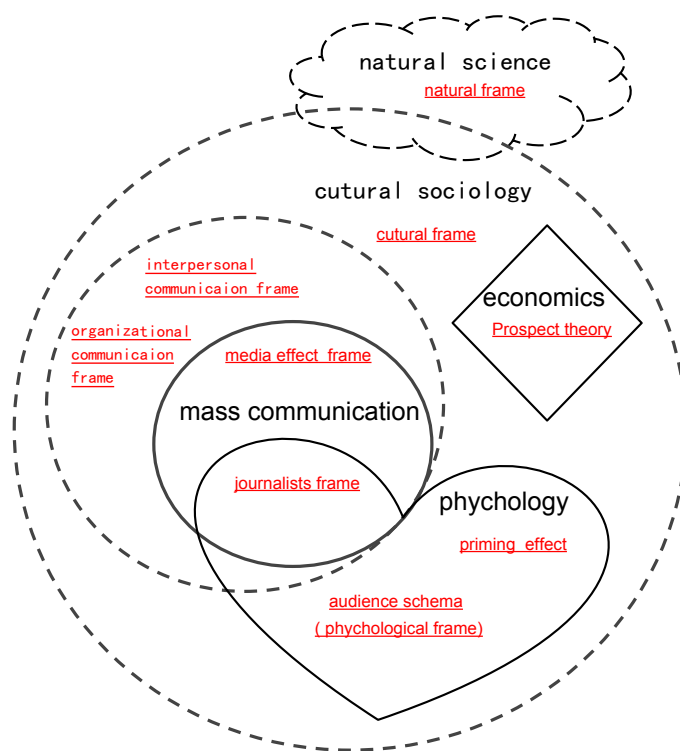 natural science
natural frame
cutural sociology
cutural frame
interpersonal
communicaion frame
organizational
communicaion
frame
economics
Prospect theory
media effect frame
mass communication
journalists frame
phychology
priming effect
audience schema
( phychological frame)